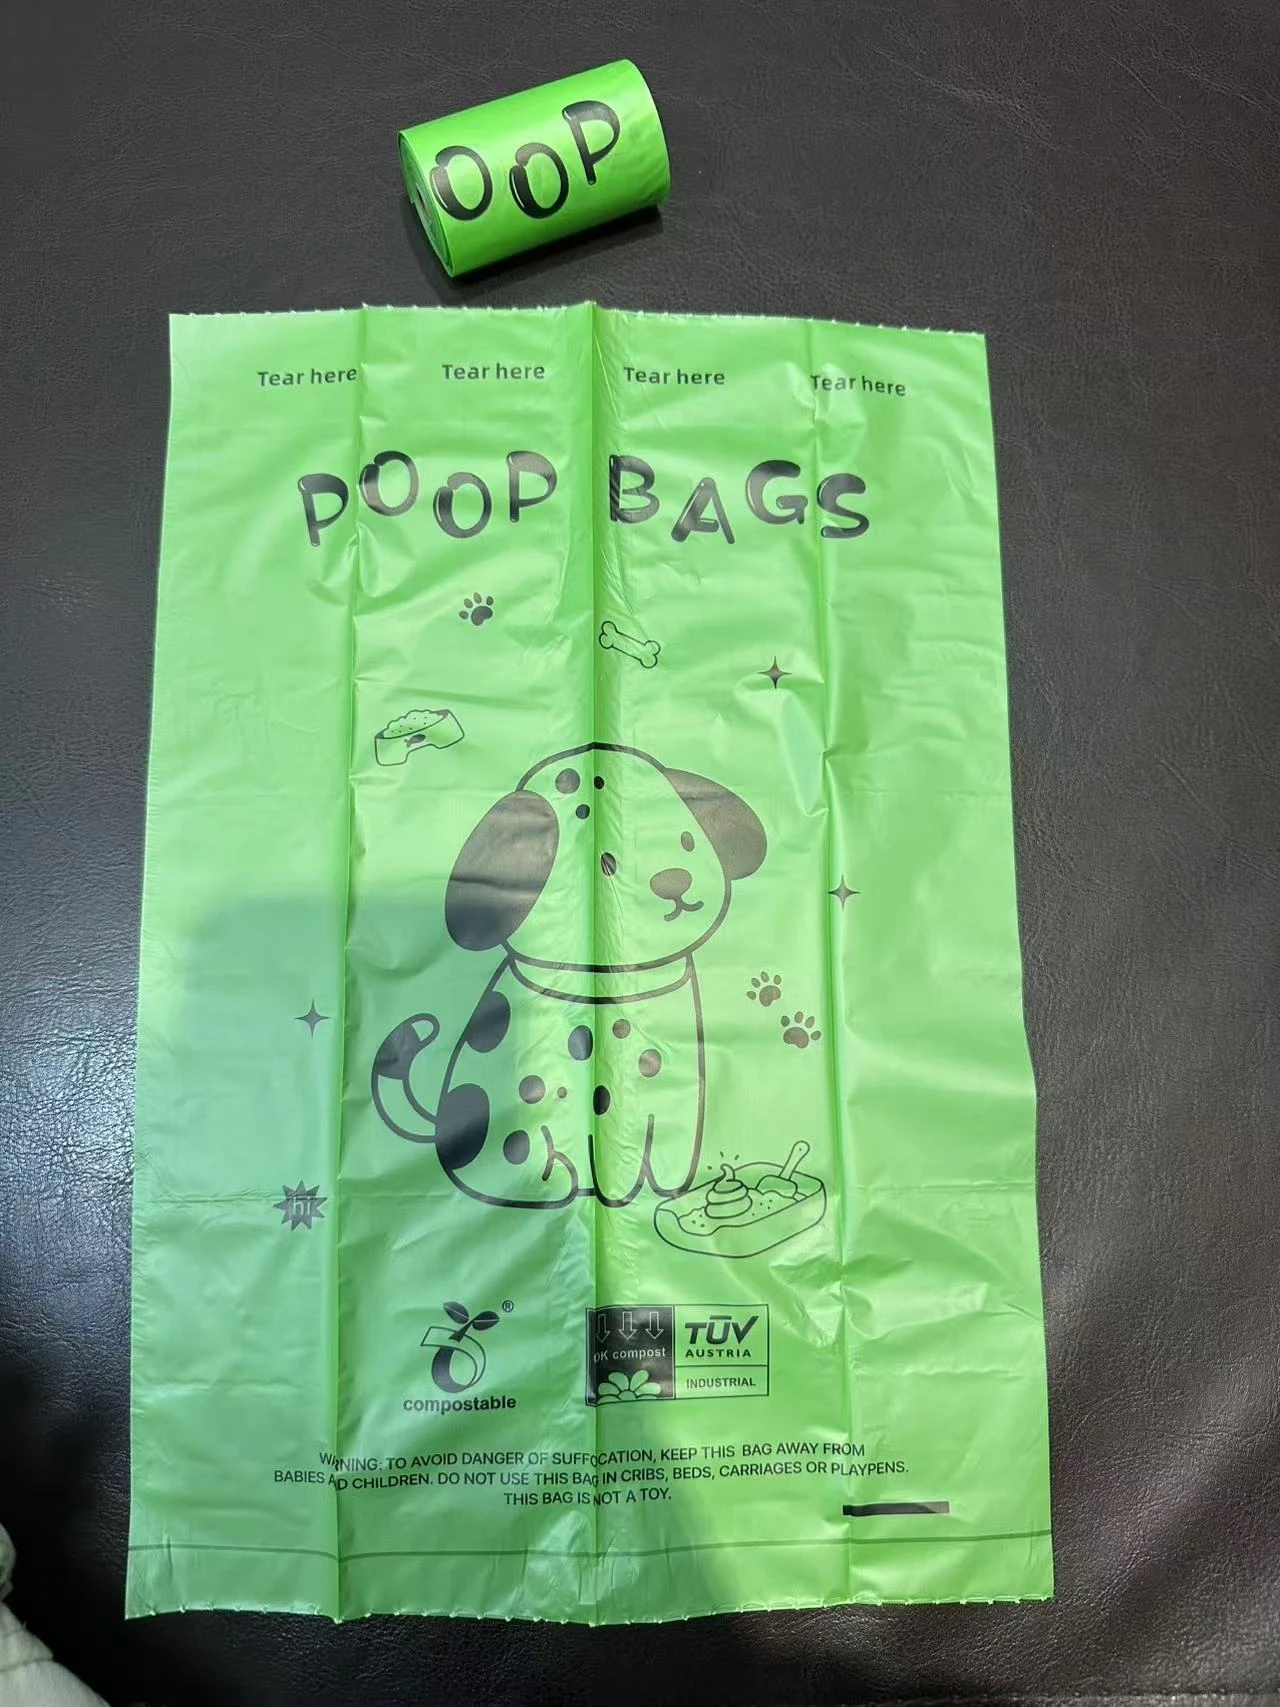 OOP
Tear here Tear here Tear here Tear here
POOP BAGS
hi
®
compostable
OK compost
TÜV
AUSTRIA
INDUSTRIAL
WARNING: TO AVOID DANGER OF SUFFOCATION, KEEP THIS BAG AWAY FROM
BABIES AD CHILDREN. DO NOT USE THIS BAG IN CRIBS, BEDS, CARRIAGES OR PLAYPENS.
THIS BAG IS NOT A TOY.